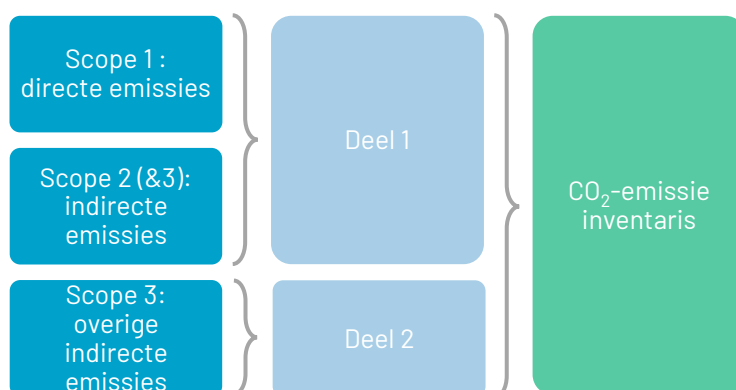 Scope 1 :
directe emissies
Scope 2 (&3):
indirecte
emissies
Scope 3:
overige
indirecte
emissies
Deel 1
Deel 2
CO₂-emissie
inventaris